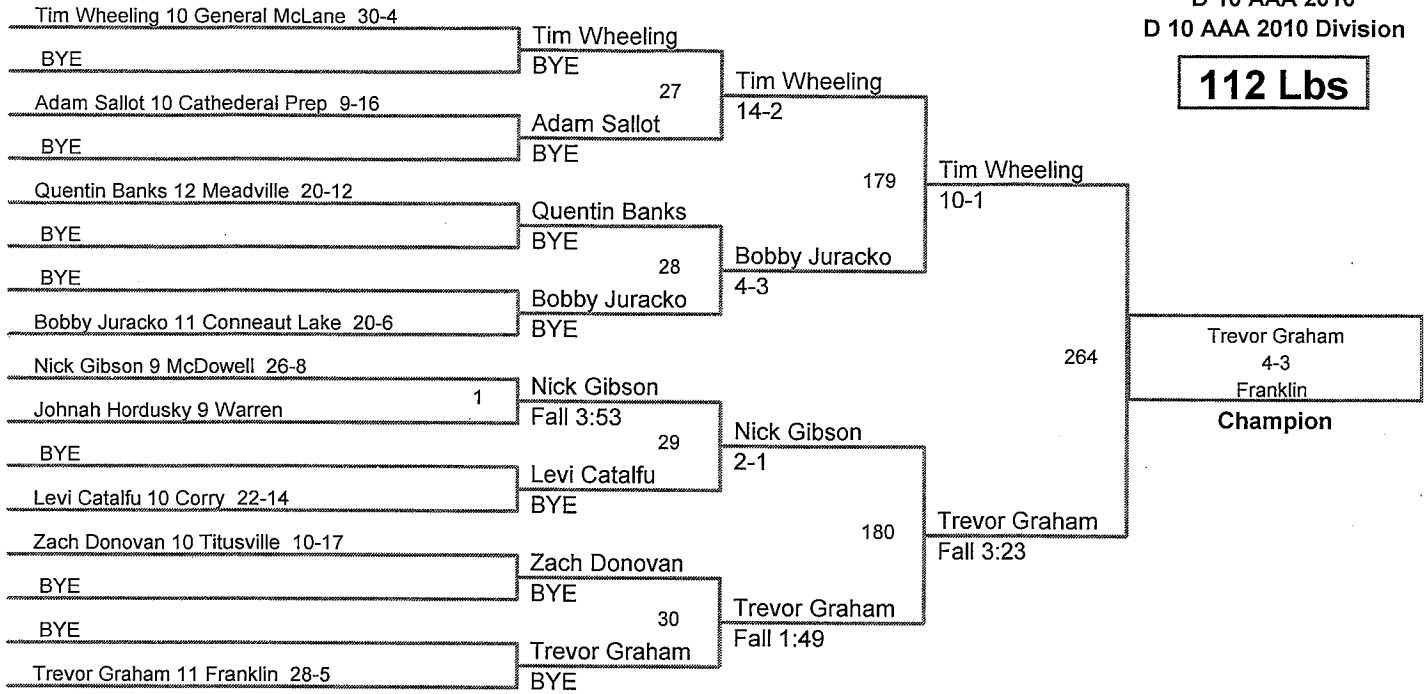 D 10 AAA 2010
D 10 AAA 2010 Division
112 Lbs
Tim Wheeling 10 General McLane 30-4
BYE
Adam Sallot 10 Cathederal Prep 9-16
BYE
Quentin Banks 12 Meadville 20-12
BYE
BYE
Bobby Juracko 11 Conneaut Lake 20-6
Nick Gibson 9 McDowell 26-8
1
Johnah Hordusky 9 Warren
BYE
Levi Catalfu 10 Corry 22-14
Zach Donovan 10 Titusville 10-17
BYE
BYE
Trevor Graham 11 Franklin 28-5
Tim Wheeling
BYE
27
Adam Sallot
BYE
Quentin Banks
BYE
28
Bobby Juracko
BYE
Nick Gibson
Fall 3:53
29
Levi Catalfu
BYE
Zach Donovan
BYE
30
Trevor Graham
BYE
Tim Wheeling
14-2
179
Bobby Juracko
4-3
Nick Gibson
2-1
180
Trevor Graham
Fall 1:49
Tim Wheeling
10-1
264
Trevor Graham
Fall 3:23
Trevor Graham
4-3
Franklin
Champion